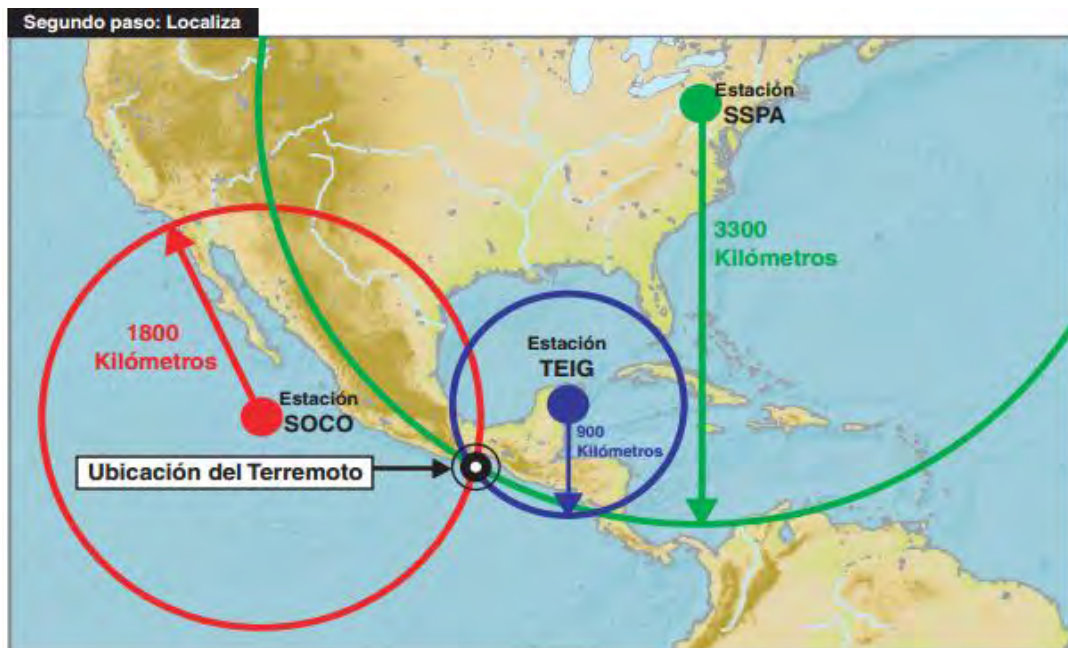 Segundo paso: Localiza
Estación
SSPA
3300
Kilómetros
1800
Kilómetros
Estación
TEIG
Estación
SOCO
900
Kilómetros
Ubicación del Terremoto